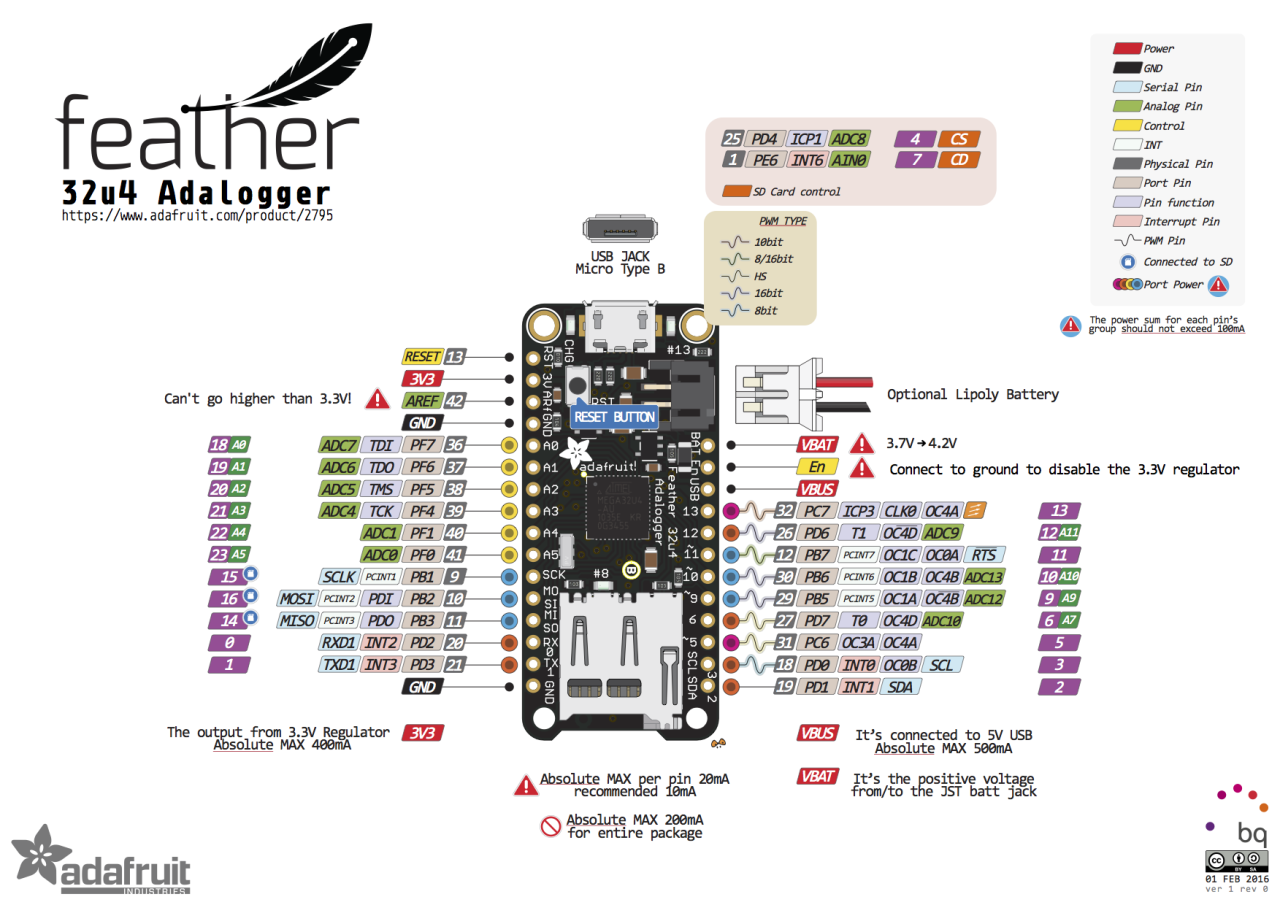 feather
32u4 Adalogger
https://www.adafruit.com/product/2795
25 PD4 ICP1 ADC8 4 CS
1 PE6 INT6 AIN0 7 CD
SD Card control
Power
GND
Serial Pin
Analog Pin
Control
INT
Physical Pin
Port Pin
Pin function
Interrupt Pin
PWM Pin
Connected to SD
Port Power
The power sum for each pin's
group should not exceed 100mA
USB JACK
Micro Type B
PWM TYPE
10bit
8/16bit
HS
16bit
8bit
RESET 13
3V3
Can't go higher than 3.3V! AREF 42
GND
18 A0 ADC7 TDI PF7 36
19 A1 ADC6 TDO PF6 37
20 A2 ADC5 TMS PF5 38
21 A3 ADC4 TCK PF4 39
22 A4 ADC1 PF1 40
23 A5 ADC0 PF0 41
15 SCLK PCINT1 PB1 9
16 MOSI PCINT2 PDI PB2 10
14 MISO PCINT3 PDO PB3 11
0 RXD1 INT2 PD2 20
1 TXD1 INT3 PD3 21
GND
The output from 3.3V Regulator 3V3
Absolute MAX 400mA
CHG
#13
RST
3V
ARf
GND
A0
A1
A2
A3
A4
A5
SCK
MO
SI
MI
SO
RX
0
TX
1
GND
RST
RESET BUTTON
adafruit!
Feather 32u4
Adalogger
#8
BAT
En
USB
13
12
~11
~10
~9
6
~5
SCL 3
SDA 2
Optional Lipoly Battery
VBAT 3.7V→4.2V
En Connect to ground to disable the 3.3V regulator
VBUS
32 PC7 ICP3 CLK0 OC4A 13
26 PD6 T1 OC4D ADC9 12 A11
12 PB7 PCINT7 OC1C OC0A RTS 11
30 PB6 PCINT6 OC1B OC4B ADC13 10 A10
29 PB5 PCINT5 OC1A OC4B ADC12 9 A9
27 PD7 T0 OC4D ADC10 6 A7
31 PC6 OC3A OC4A 5
18 PD0 INT0 OC0B SCL 3
19 PD1 INT1 SDA 2
VBUS It's connected to 5V USB
Absolute MAX 500mA
VBAT It's the positive voltage
from/to the JST batt jack
Absolute MAX per pin 20mA
recommended 10mA
Absolute MAX 200mA
for entire package
adafruit
INDUSTRIES
bq
cc
BY SA
01 FEB 2016
ver 1 rev 0